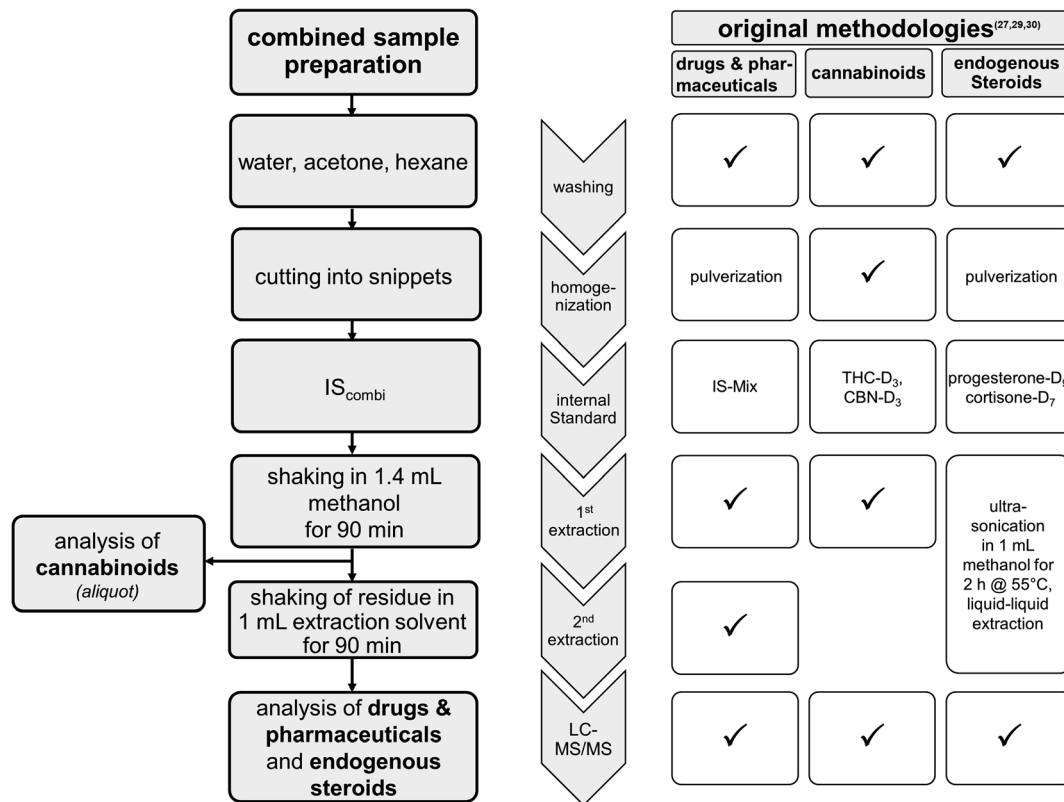 combined sample
preparation
water, acetone, hexane
cutting into snippets
IS_combi
shaking in 1.4 mL
methanol
for 90 min
analysis of
cannabinoids
(aliquot)
shaking of residue in
1 mL extraction solvent
for 90 min
analysis of drugs &
pharmaceuticals
and endogenous
steroids
washing
homoge-
nization
internal
Standard
1st
extraction
2nd
extraction
LC-
MS/MS
original methodologies(27,29,30)
drugs & phar-
maceuticals
cannabinoids
endogenous
Steroids
✓ ✓ ✓
pulverization
✓
pulverization
IS-Mix
THC-D3,
CBN-D3
progesterone-D
cortisone-D7
✓ ✓
ultra-
sonication
in 1 mL
methanol for
2 h @ 55°C,
liquid-liquid
extraction
✓
✓ ✓ ✓